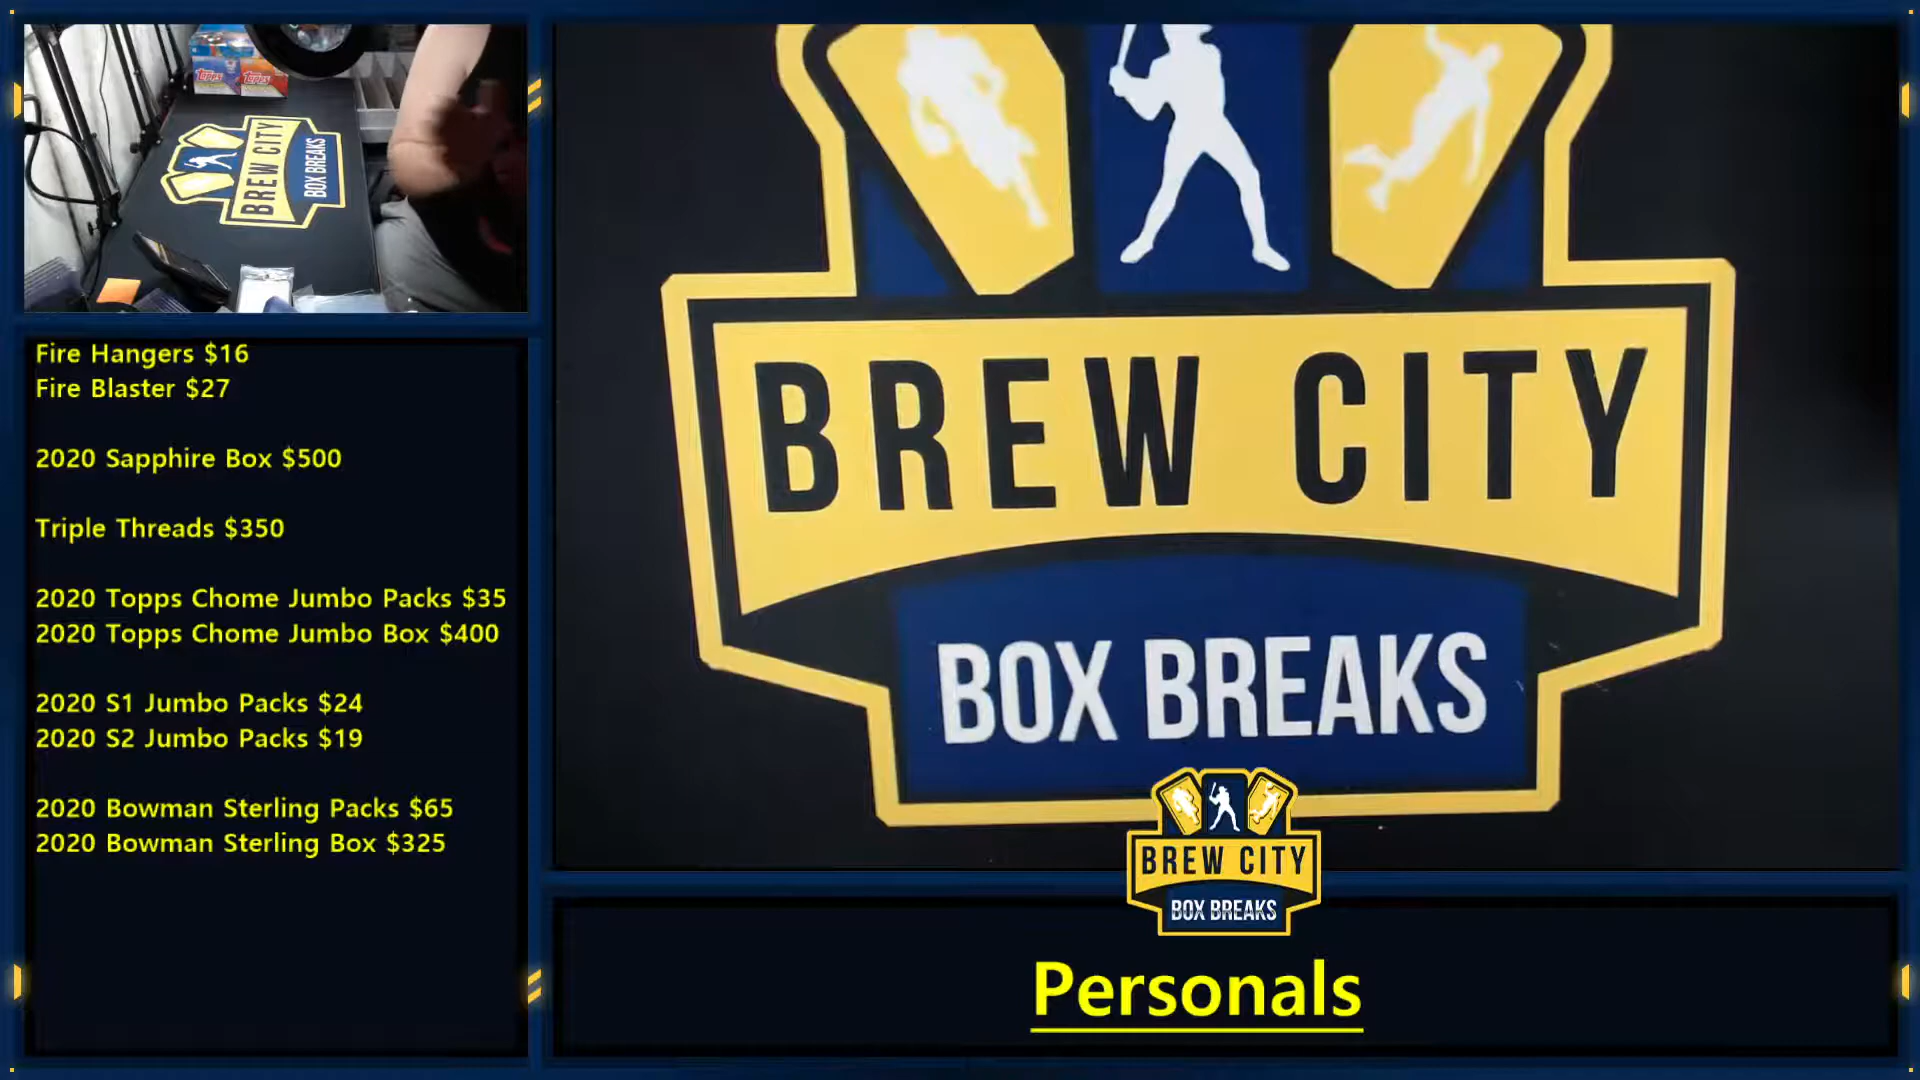 Topps
Topps
BREW CITY
BOX BREAKS
Fire Hangers $16
Fire Blaster $27
2020 Sapphire Box $500
Triple Threads $350
2020 Topps Chome Jumbo Packs $35
2020 Topps Chome Jumbo Box $400
2020 S1 Jumbo Packs $24
2020 S2 Jumbo Packs $19
2020 Bowman Sterling Packs $65
2020 Bowman Sterling Box $325
BREW CITY
BOX BREAKS
BREW CITY
BOX BREAKS
Personals